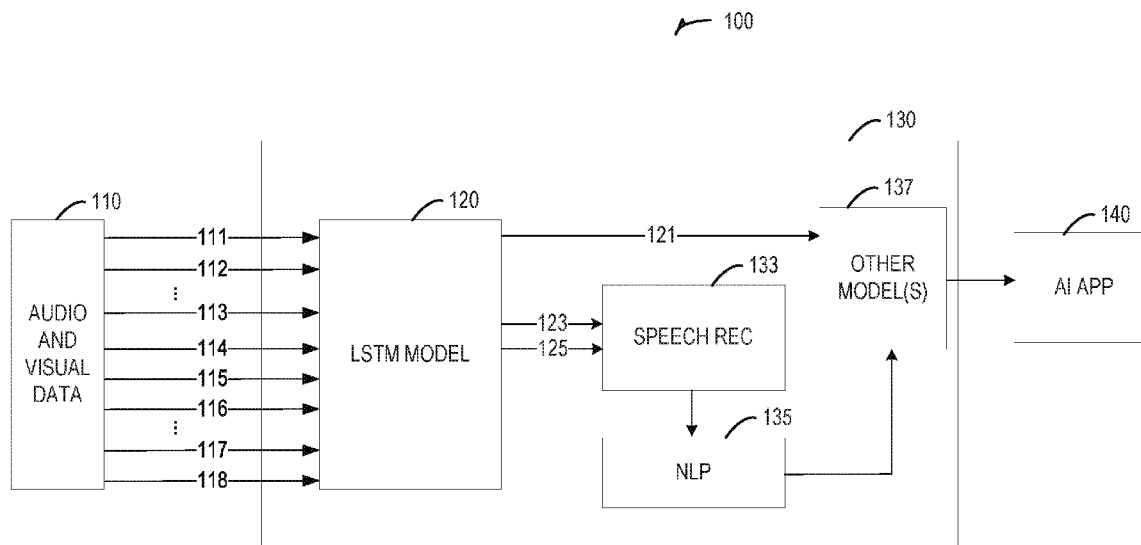 100
130
110
120
137
140
111
121
112
133
⋮
OTHER
MODEL(S)
AI APP
113
AUDIO
AND
VISUAL
DATA
123
SPEECH REC
114
LSTM MODEL
125
115
116
135
⋮
117
NLP
118